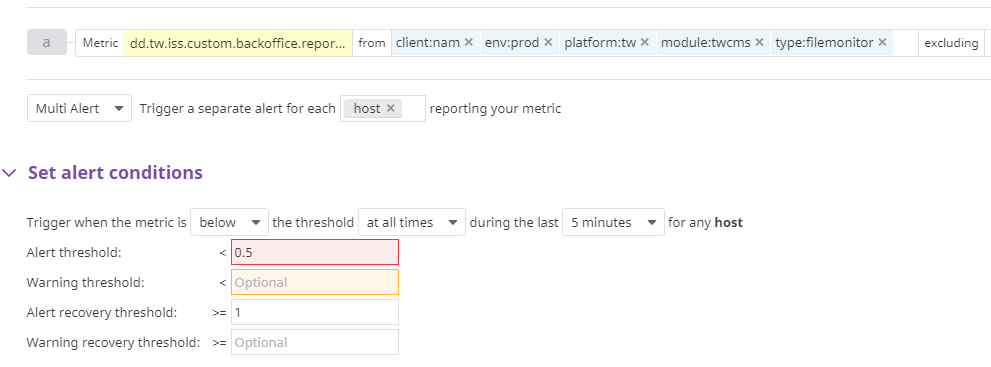 a Metric dd.tw.iss.custom.backoffice.repor... from client:nam × env:prod × platform:tw × module:twcms × type:filemonitor × excluding
Multi Alert Trigger a separate alert for each host × reporting your metric
Set alert conditions
Trigger when the metric is below the threshold at all times during the last 5 minutes for any host
Alert threshold: < 0.5
Warning threshold: < Optional
Alert recovery threshold: >= 1
Warning recovery threshold: >= Optional